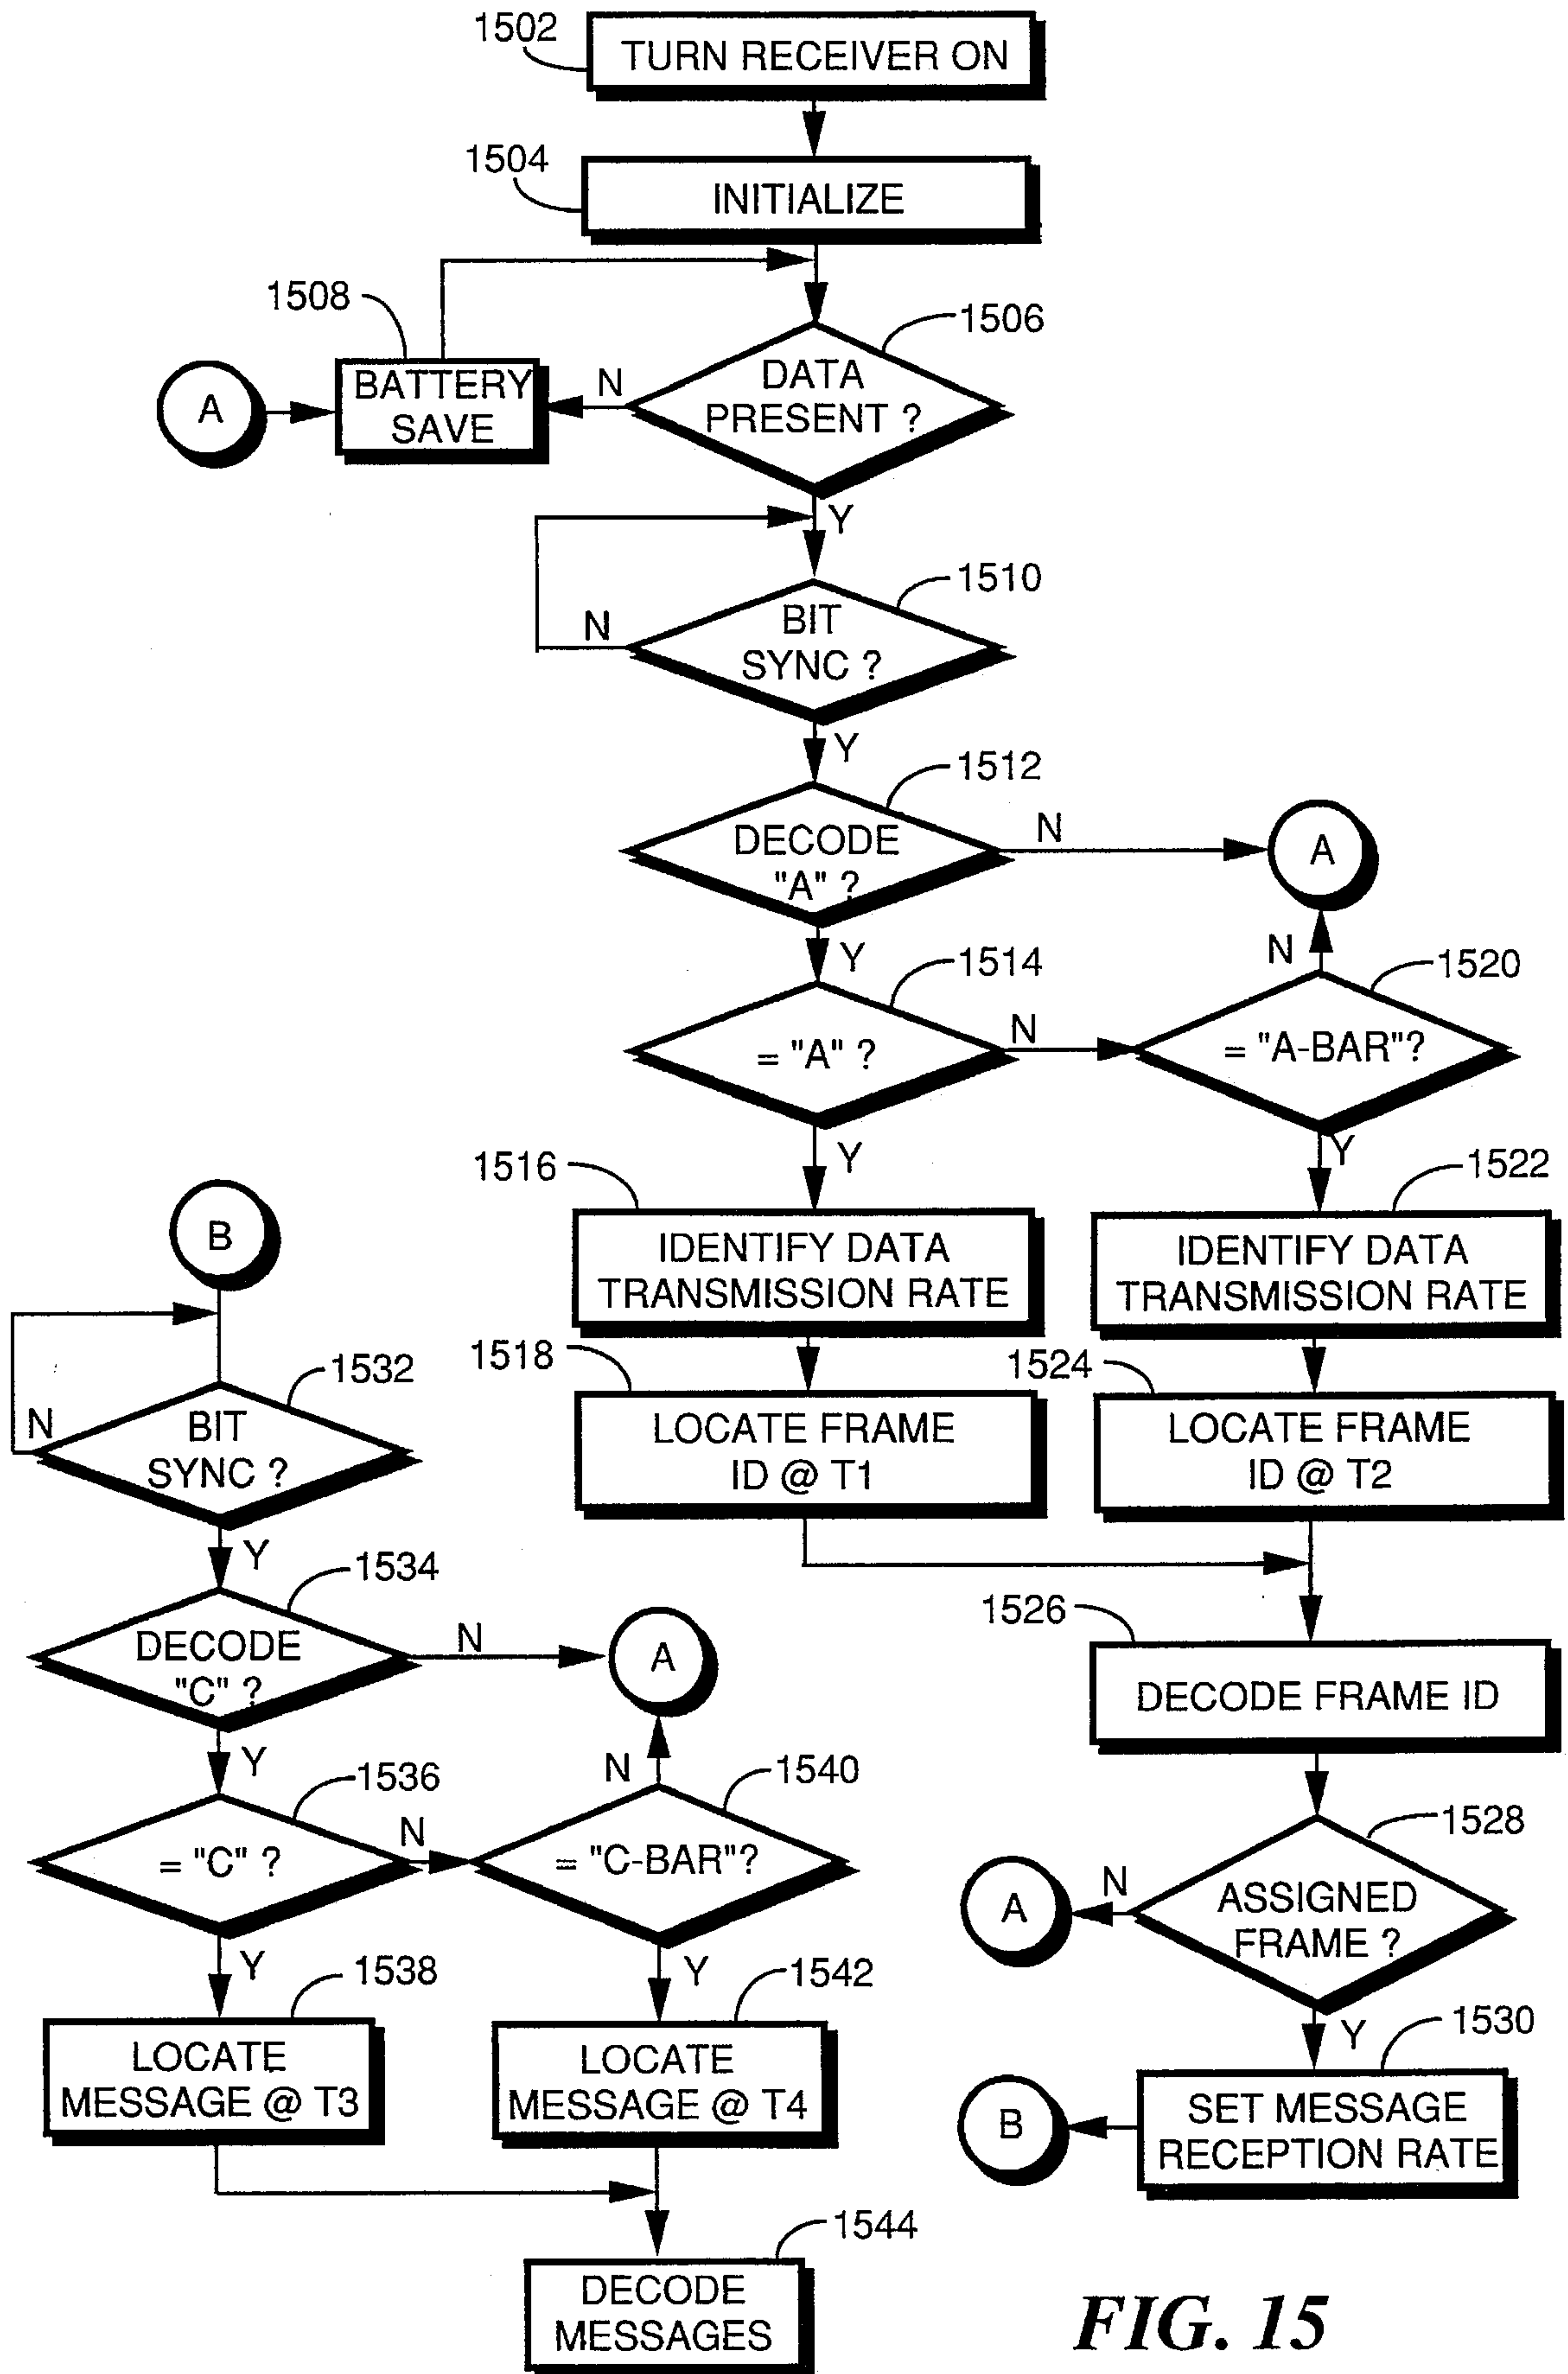 1502
TURN RECEIVER ON
1504
INITIALIZE
1508
1506
A
BATTERY
SAVE
N
DATA
PRESENT ?
Y
1510
N
BIT
SYNC ?
Y
1512
DECODE
"A" ?
N
A
Y
1514
N
1520
= "A" ?
N
= "A-BAR"?
Y
Y
1516
1522
IDENTIFY DATA
TRANSMISSION RATE
IDENTIFY DATA
TRANSMISSION RATE
1518
1524
LOCATE FRAME
ID @ T1
LOCATE FRAME
ID @ T2
1526
DECODE FRAME ID
1528
ASSIGNED
FRAME ?
N
A
Y
1530
SET MESSAGE
RECEPTION RATE
B
B
1532
N
BIT
SYNC ?
Y
1534
DECODE
"C" ?
N
A
Y
1536
N
1540
= "C" ?
N
= "C-BAR"?
Y
Y
1538
1542
LOCATE
MESSAGE @ T3
LOCATE
MESSAGE @ T4
1544
DECODE
MESSAGES
FIG. 15